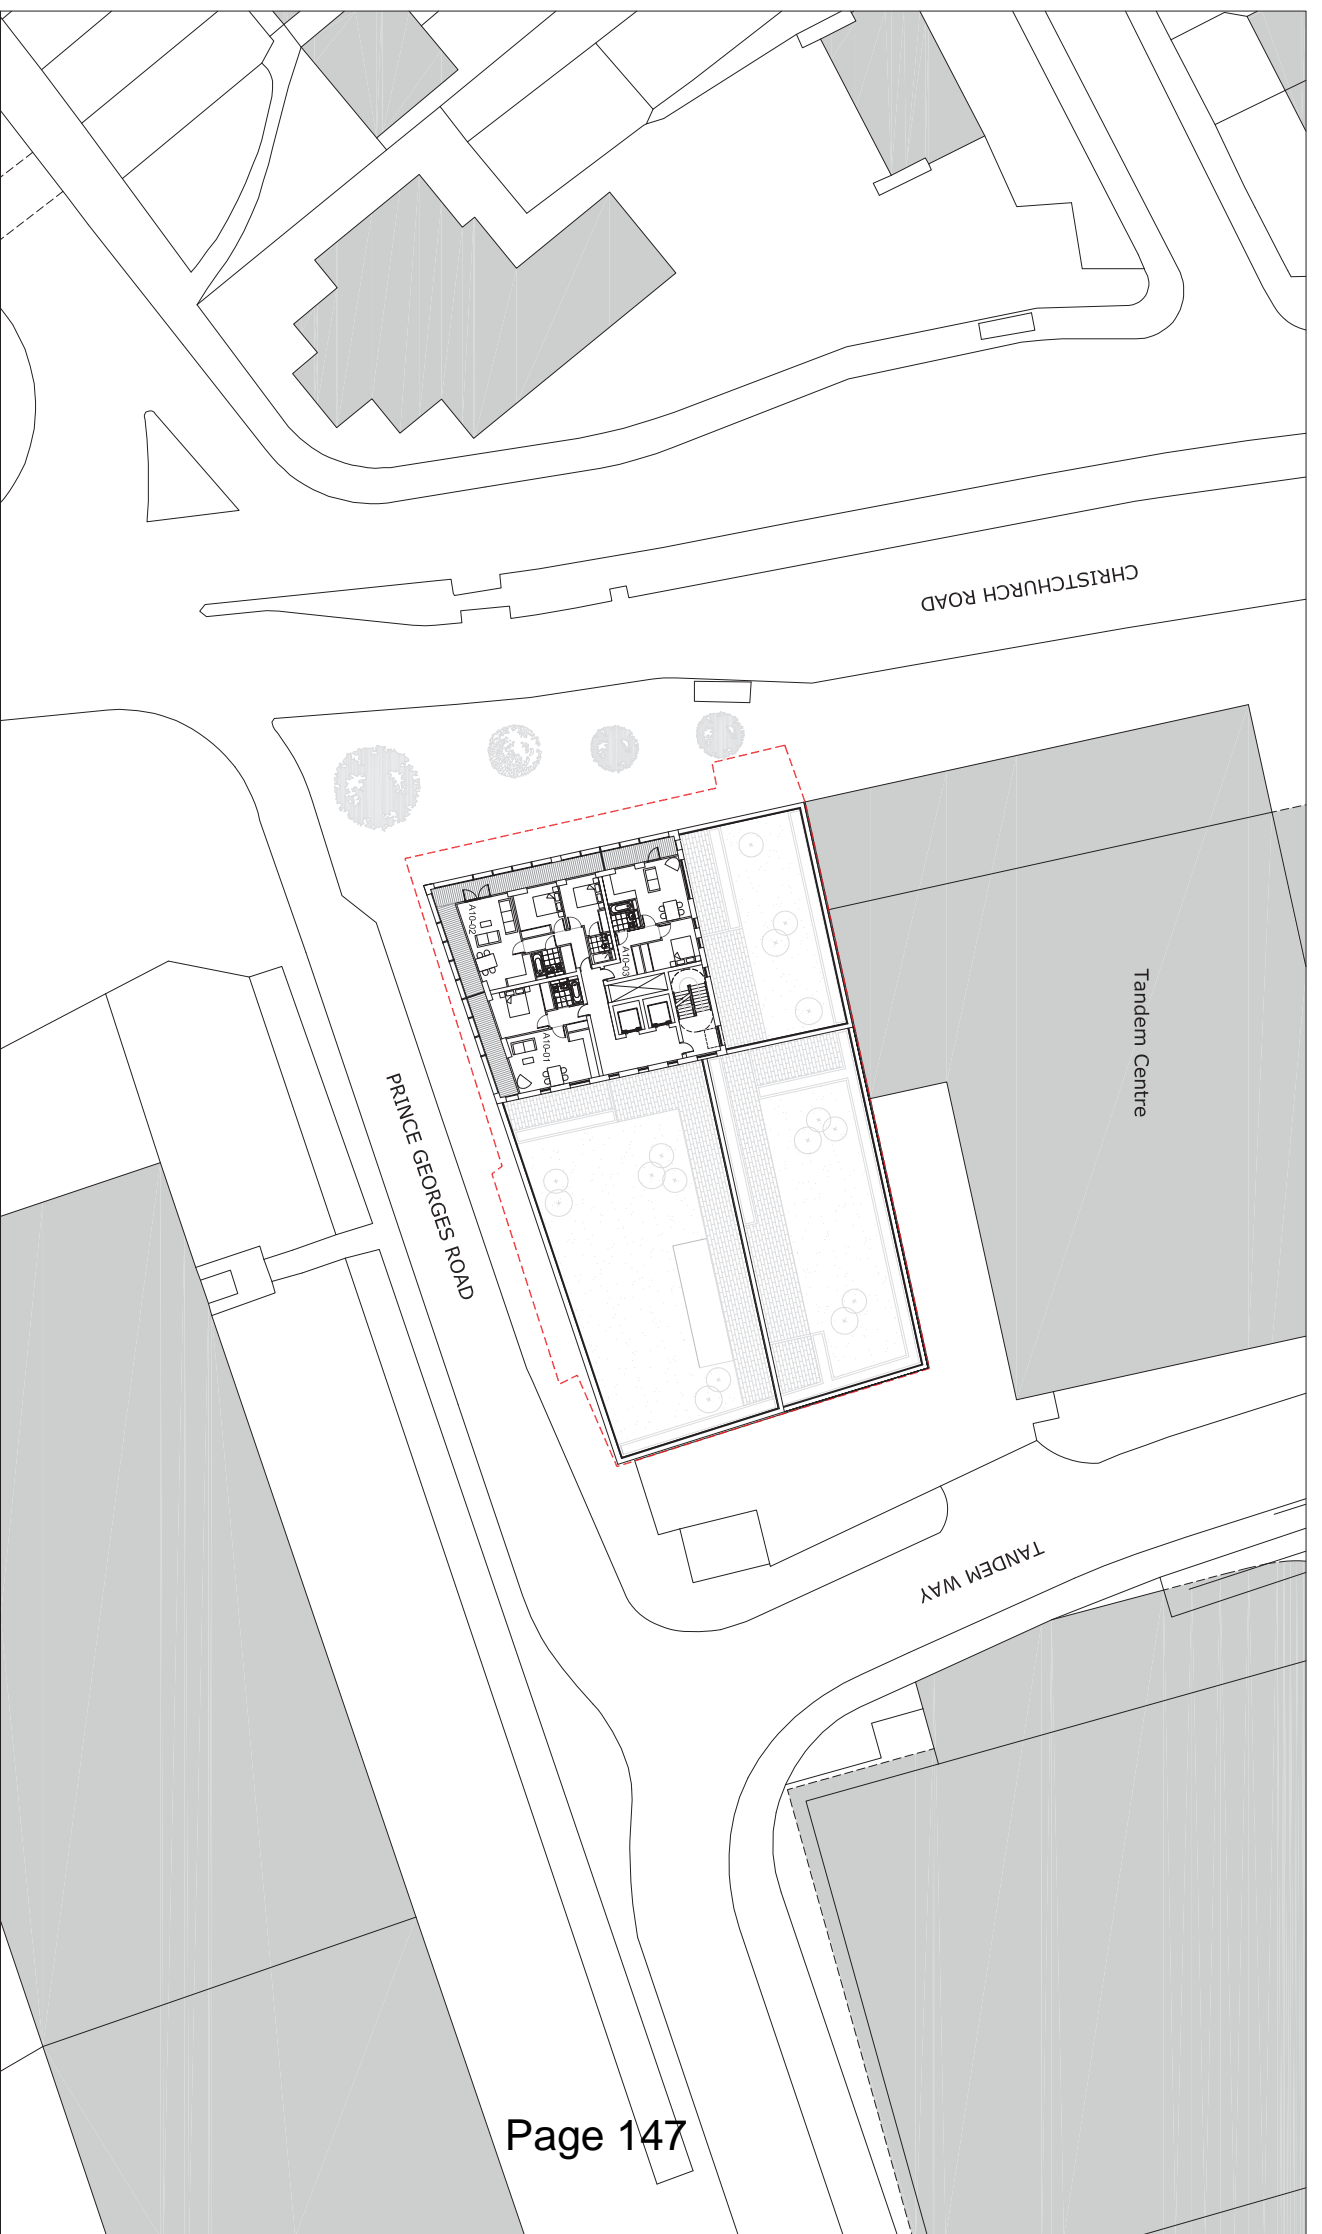 CHRISTCHURCH ROAD
A10-02
A10-03
Tandem Centre
A10-01
PRINCE GEORGES ROAD
TANDEM WAY
Page 147